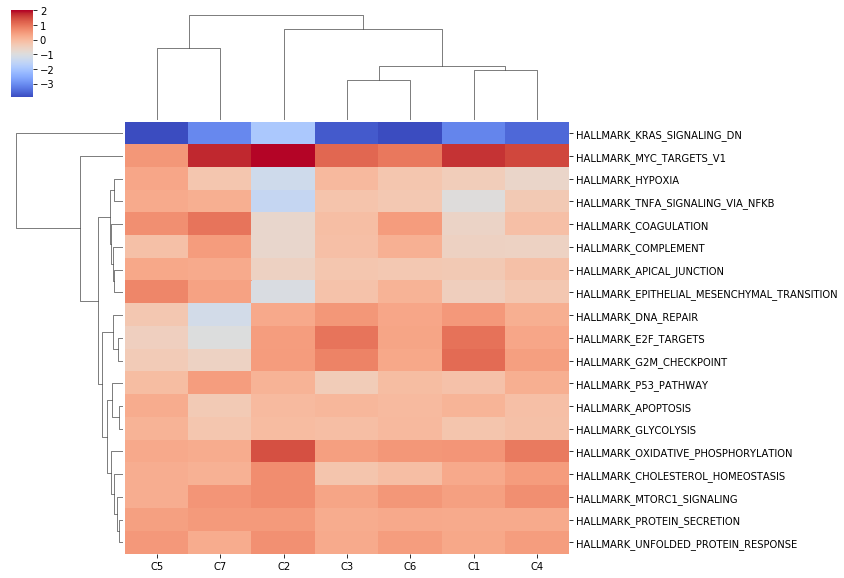 2
1
0
−1
−2
−3
HALLMARK_KRAS_SIGNALING_DN
HALLMARK_MYC_TARGETS_V1
HALLMARK_HYPOXIA
HALLMARK_TNFA_SIGNALING_VIA_NFKB
HALLMARK_COAGULATION
HALLMARK_COMPLEMENT
HALLMARK_APICAL_JUNCTION
HALLMARK_EPITHELIAL_MESENCHYMAL_TRANSITION
HALLMARK_DNA_REPAIR
HALLMARK_E2F_TARGETS
HALLMARK_G2M_CHECKPOINT
HALLMARK_P53_PATHWAY
HALLMARK_APOPTOSIS
HALLMARK_GLYCOLYSIS
HALLMARK_OXIDATIVE_PHOSPHORYLATION
HALLMARK_CHOLESTEROL_HOMEOSTASIS
HALLMARK_MTORC1_SIGNALING
HALLMARK_PROTEIN_SECRETION
HALLMARK_UNFOLDED_PROTEIN_RESPONSE
C5 C7 C2 C3 C6 C1 C4